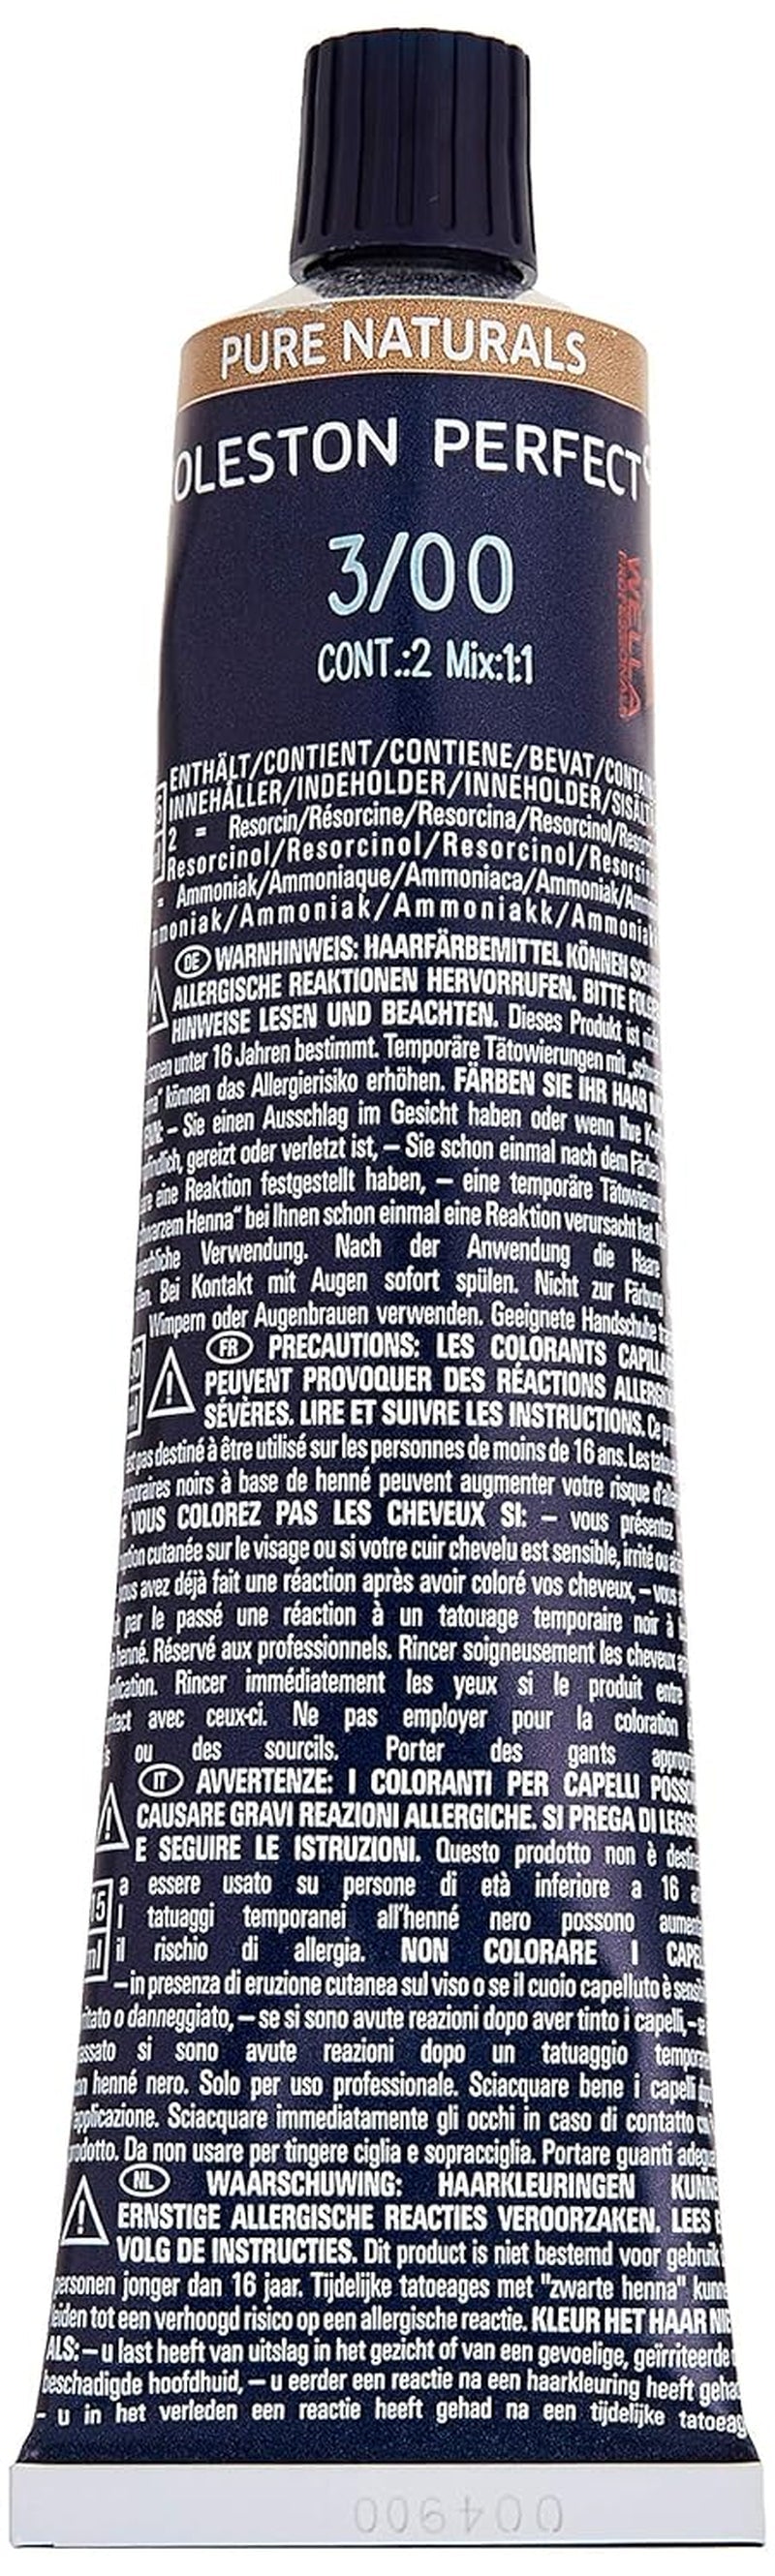 PURE NATURALS
OLESTON PERFECT
3/00
CONT.:2 Mix:1:1
WELLA
PROFESSIONALS
ENTHÄLT/CONTIENT/CONTIENE/BEVAT/
INNEHÅLLER/INDEHOLDER/INNEHOLDER/
2 = Resorcin/Résorcine/Resorcina/Resorcinol/
Resorcinol/Resorcinol/Resorcinol/
= Ammoniak/Ammoniaque/Ammoniaca/Ammoniak/
/Ammoniak/Ammoniakk/
DE WARNHINWEIS: HAARFÄRBEMITTEL KÖNNEN
ALLERGISCHE REAKTIONEN HERVORRUFEN. BITTE
HINWEISE LESEN UND BEACHTEN. Dieses Produkt ist
unter 16 Jahren bestimmt. Temporäre Tätowierungen mit
können das Allergierisiko erhöhen. FÄRBEN SIE IHR HAAR
– Sie einen Ausschlag im Gesicht haben oder wenn Ihre
gereizt oder verletzt ist, – Sie schon einmal nach dem
eine Reaktion festgestellt haben, – eine temporäre
Henna“ bei Ihnen schon einmal eine Reaktion verursacht hat.
Verwendung. Nach der Anwendung die Haare
Bei Kontakt mit Augen sofort spülen. Nicht zur Färbung
Wimpern oder Augenbrauen verwenden. Geeignete Handschuhe
FR PRECAUTIONS: LES COLORANTS
PEUVENT PROVOQUER DES RÉACTIONS
SÉVÈRES. LIRE ET SUIVRE LES INSTRUCTIONS. Ce
pas destiné à être utilisé sur les personnes de moins de 16 ans. Les
noirs à base de henné peuvent augmenter votre risque
VOUS COLOREZ PAS LES CHEVEUX SI: – vous présentez
cutanée sur le visage ou si votre cuir chevelu est sensible, irrité ou
avez déjà fait une réaction après avoir coloré vos cheveux, – vous
par le passé une réaction à un tatouage temporaire noir à
henné. Réservé aux professionnels. Rincer soigneusement les cheveux
Rincer immédiatement les yeux si le produit entre
avec ceux-ci. Ne pas employer pour la coloration
ou des sourcils. Porter des gants
IT AVVERTENZE: I COLORANTI PER CAPELLI
CAUSARE GRAVI REAZIONI ALLERGICHE. SI PREGA DI
E SEGUIRE LE ISTRUZIONI. Questo prodotto non è
15 a essere usato su persone di età inferiore a 16
I tatuaggi temporanei all'henné nero possono
ml il rischio di allergia. NON COLORARE I
– in presenza di eruzione cutanea sul viso o se il cuoio capelluto è
o danneggiato, – se si sono avute reazioni dopo aver tinto i capelli, – se
si sono avute reazioni dopo un tatuaggio
henné nero. Solo per uso professionale. Sciacquare bene i capelli
applicazione. Sciacquare immediatamente gli occhi in caso di contatto
Da non usare per tingere ciglia e sopracciglia. Portare guanti
NL WAARSCHUWING: HAARKLEURINGEN
ERNSTIGE ALLERGISCHE REACTIES VEROORZAKEN. LEES
VOLG DE INSTRUCTIES. Dit product is niet bestemd voor gebruik
personen jonger dan 16 jaar. Tijdelijke tatoeages met "zwarte henna"
leiden tot een verhoogd risico op een allergische reactie. KLEUR HET HAAR
ALS: – u last heeft van uitslag in het gezicht of van een gevoelige, geïrriteerde
beschadigde hoofdhuid, – u eerder een reactie na een haarkleuring heeft
– u in het verleden een reactie heeft gehad na een tijdelijke
004900